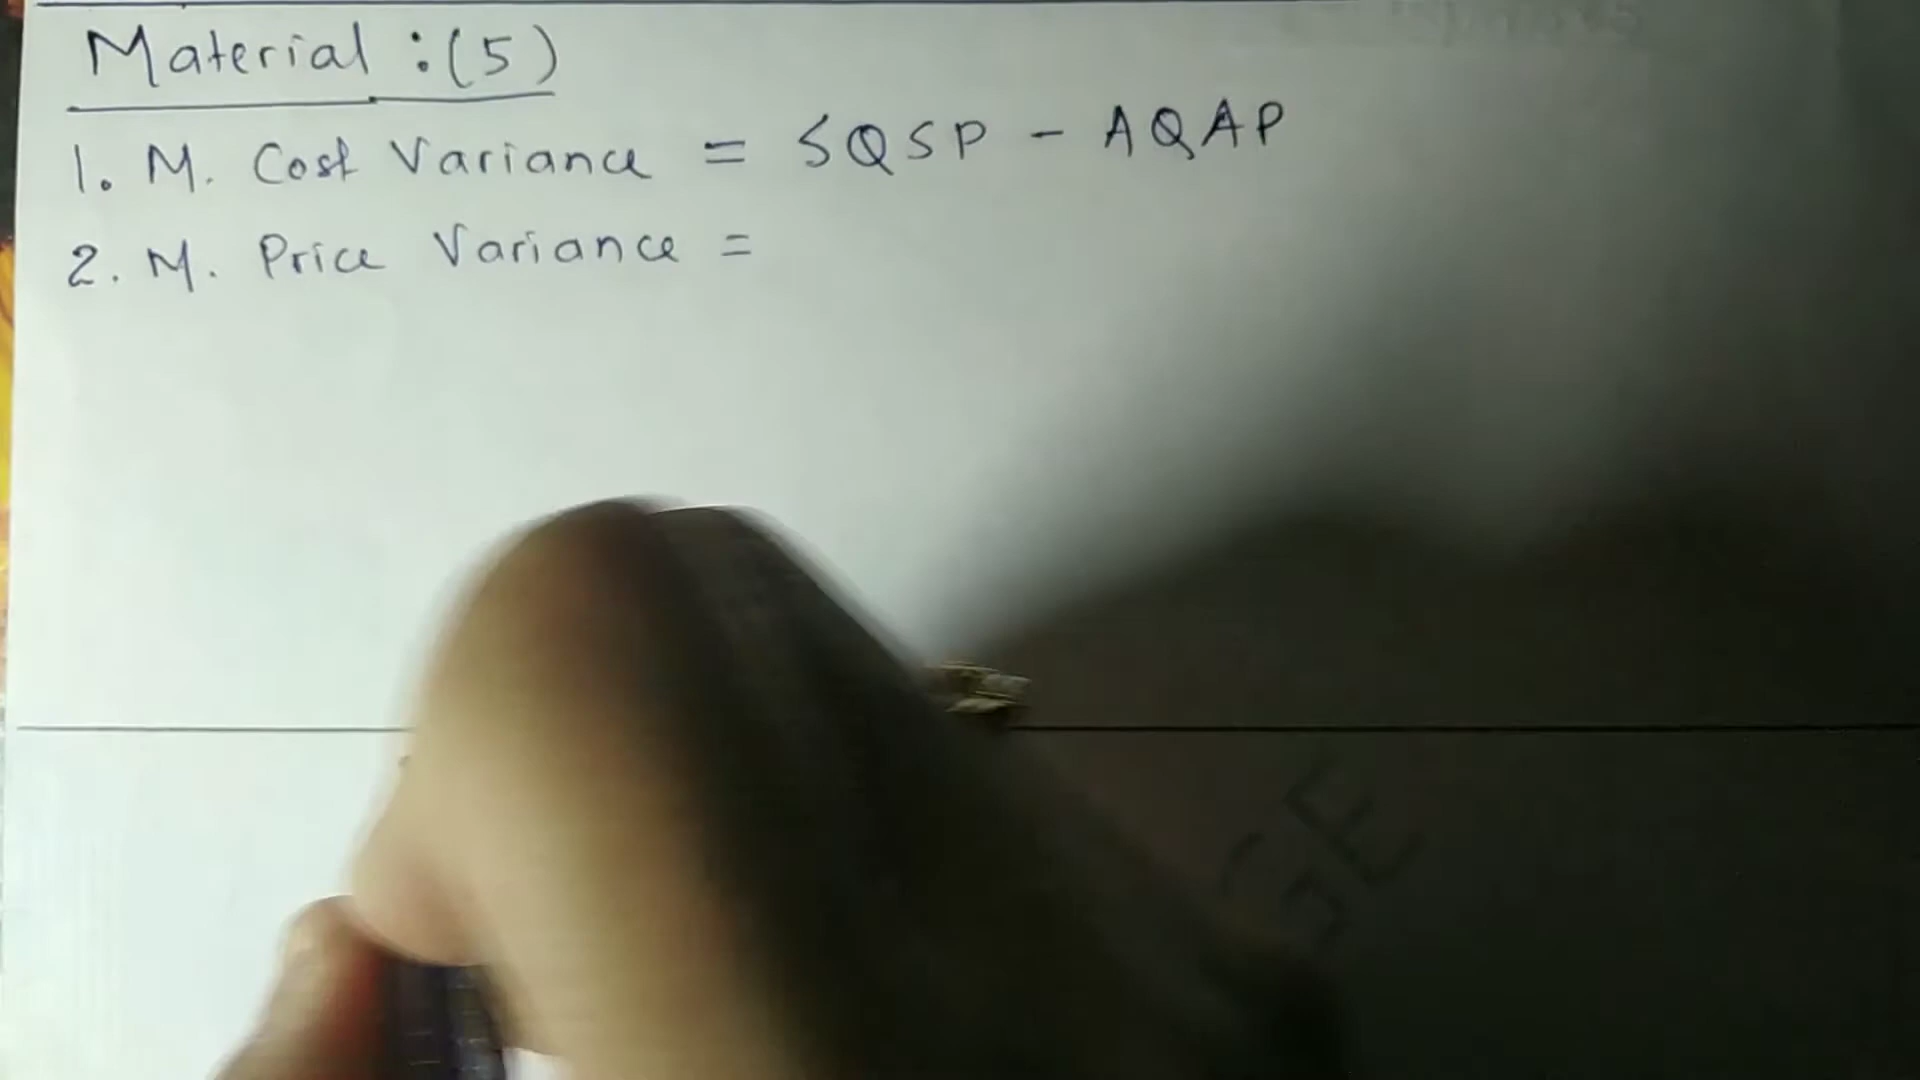 Material :(5)
1. M. Cost Variance = SQSP - AQAP
2. M. Price Variance =